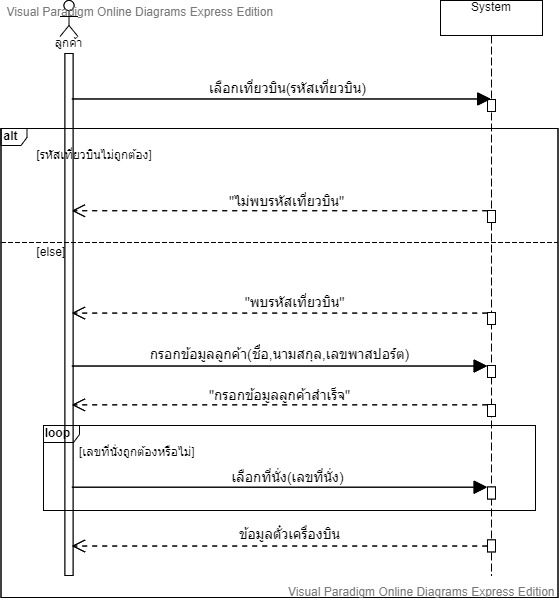 Visual Paradigm Online Diagrams Express Edition
System
ลูกค้า
เลือกเที่ยวบิน(รหัสเที่ยวบิน)
alt
[รหัสเที่ยวบินไม่ถูกต้อง]
"ไม่พบรหัสเที่ยวบิน"
[else]
"พบรหัสเที่ยวบิน"
กรอกข้อมูลลูกค้า(ชื่อ,นามสกุล,เลขพาสปอร์ต)
"กรอกข้อมูลลูกค้าสำเร็จ"
loop
[เลขที่นั่งถูกต้องหรือไม่]
เลือกที่นั่ง(เลขที่นั่ง)
ข้อมูลตั๋วเครื่องบิน
Visual Paradigm Online Diagrams Express Edition